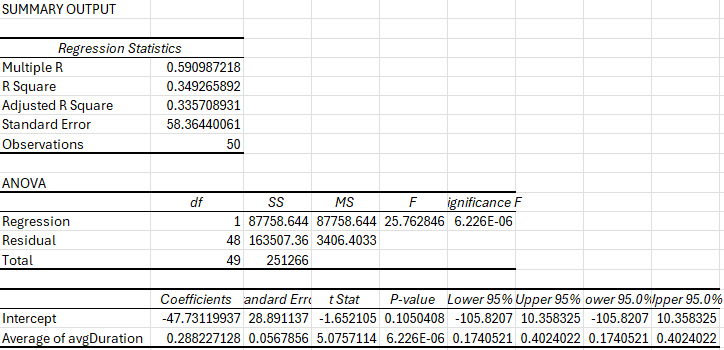 SUMMARY OUTPUT
Regression Statistics
Multiple R 0.590987218
R Square 0.349265892
Adjusted R Square 0.335708931
Standard Error 58.36440061
Observations 50
ANOVA
df SS MS F ignificance F
Regression 1 87758.644 87758.644 25.762846 6.226E-06
Residual 48 163507.36 3406.4033
Total 49 251266
Coefficients andard Erro t Stat P-value Lower 95% Upper 95% ower 95.0% Upper 95.0%
Intercept -47.73119937 28.891137 -1.652105 0.1050408 -105.8207 10.358325 -105.8207 10.358325
Average of avgDuration 0.288227128 0.0567856 5.0757114 6.226E-06 0.1740521 0.4024022 0.1740521 0.4024022